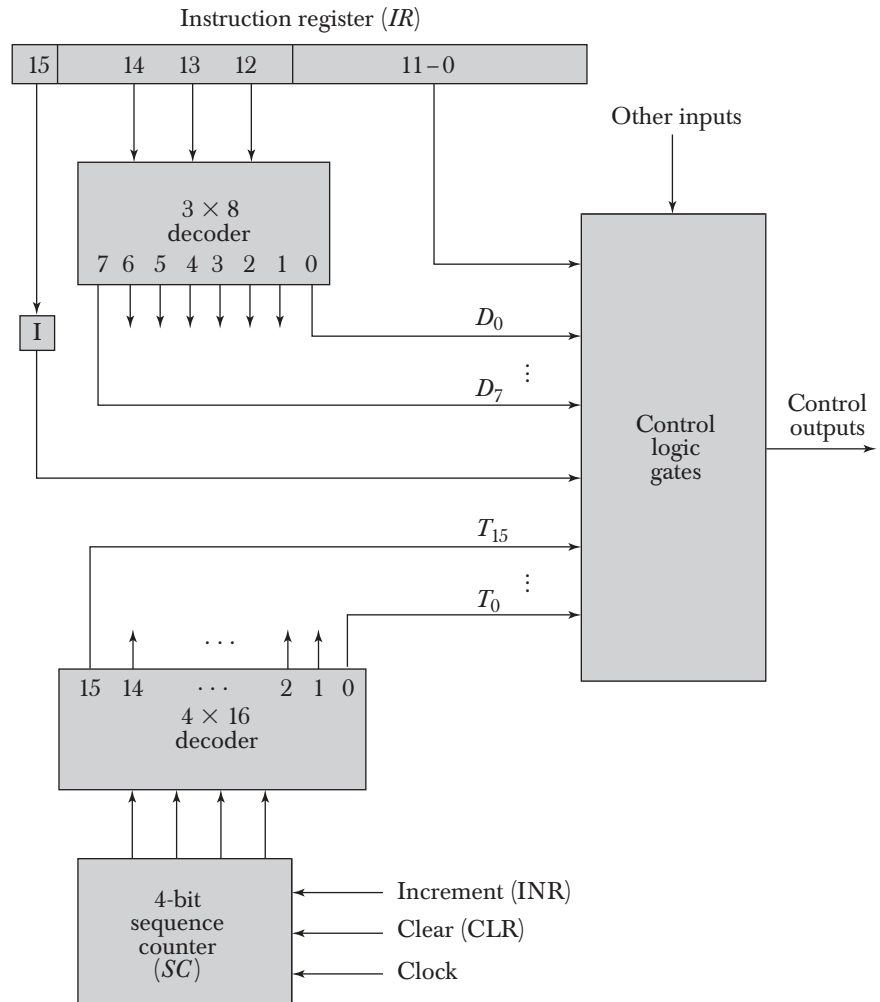 Instruction register (IR)
15 14 13 12 11–0
Other inputs
3 × 8
decoder
7 6 5 4 3 2 1 0
I
D0
⋮
D7
Control
logic
gates
Control
outputs
T15
⋮
T0
· · ·
15 14 · · · 2 1 0
4 × 16
decoder
4-bit
sequence
counter
(SC)
Increment (INR)
Clear (CLR)
Clock